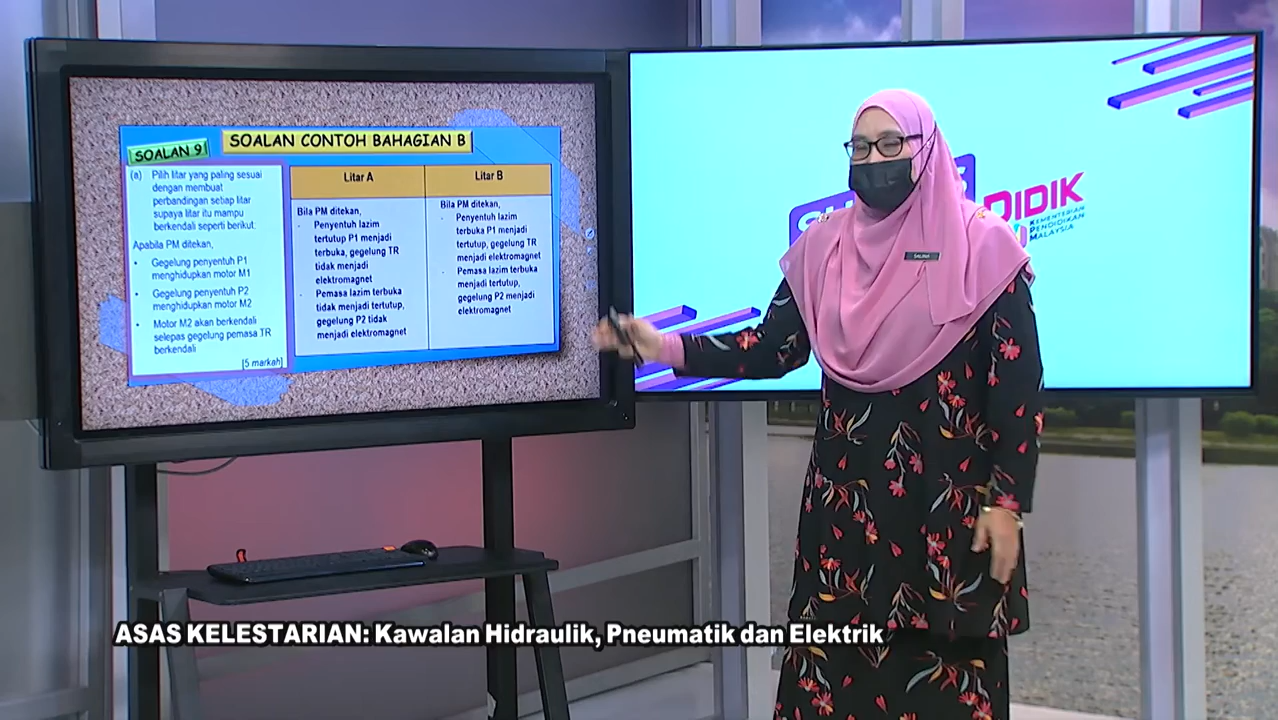 SOALAN CONTOH BAHAGIAN B
SOALAN 9
(a) Pilih litar yang paling sesuai
dengan membuat
perbandingan setiap litar
supaya litar itu mampu
berkendali seperti berikut:
Apabila PM ditekan,
• Gegelung penyentuh P1
menghidupkan motor M1
• Gegelung penyentuh P2
menghidupkan motor M2
• Motor M2 akan berkendali
selepas gegelung pemasa TR
berkendali
[5 markah]
Litar A
Bila PM ditekan,
- Penyentuh lazim
tertutup P1 menjadi
terbuka, gegelung TR
tidak menjadi
elektromagnet
- Pemasa lazim terbuka
tidak menjadi tertutup,
gegelung P2 tidak
menjadi elektromagnet
Litar B
Bila PM ditekan,
- Penyentuh lazim
terbuka P1 menjadi
tertutup, gegelung TR
menjadi elektromagnet
- Pemasa lazim terbuka
menjadi tertutup,
gegelung P2 menjadi
elektromagnet
DIDIK
KEMENTERIAN
PENDIDIKAN
MALAYSIA
SALINA
ASAS KELESTARIAN: Kawalan Hidraulik, Pneumatik dan Elektrik